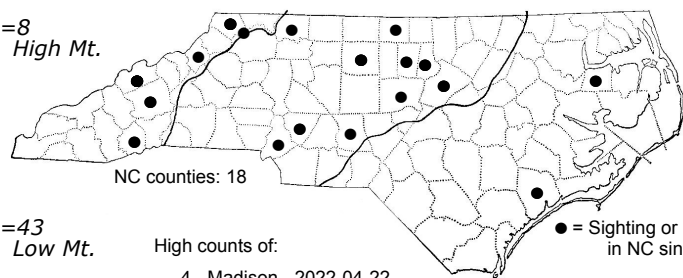 =8
High Mt.
NC counties: 18
=43
Low Mt.
High counts of:
4 - Madison - 2022-04-22
● = Sighting or
in NC sin